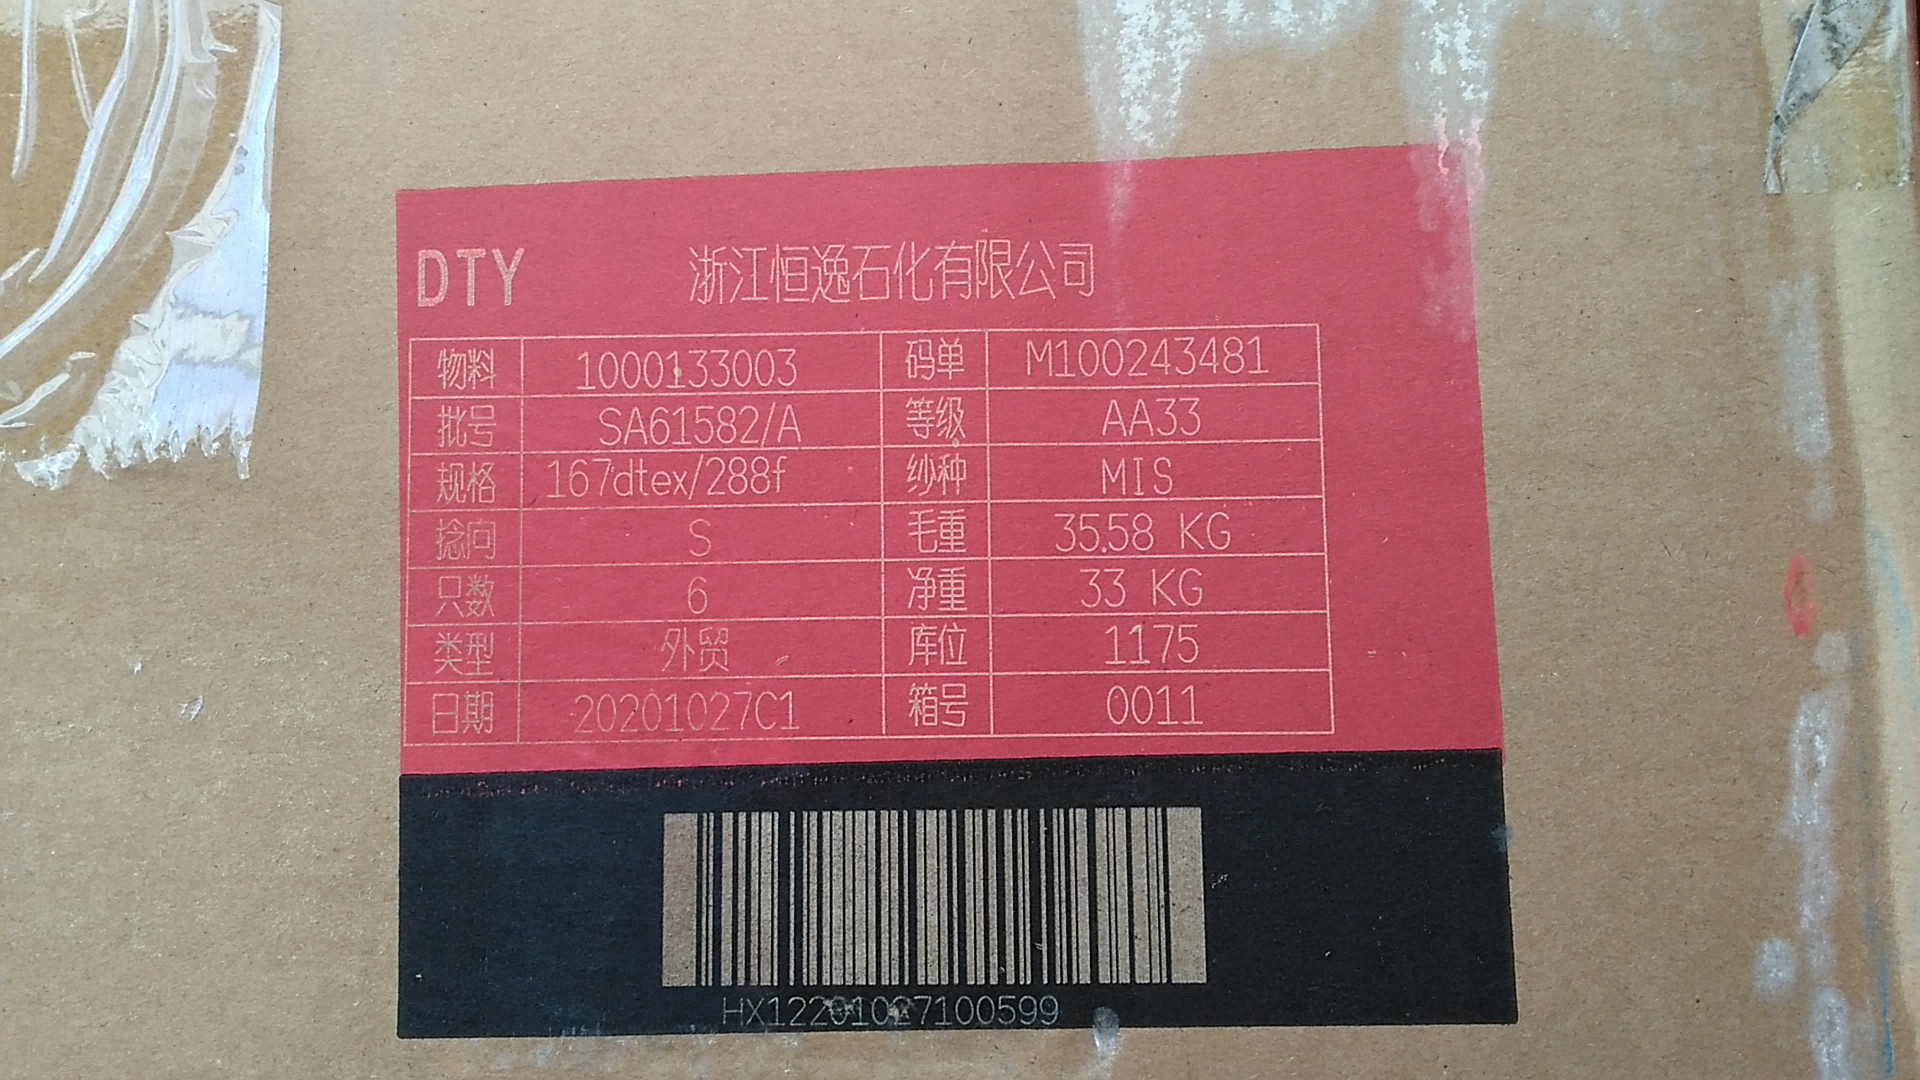 DTY 浙江恒逸石化有限公司
物料 1000133003 码单 M100243481
批号 SA61582/A 等级 AA33
规格 167dtex/288f 纱种 MIS
捻向 S 毛重 35.58 KG
只数 6 净重 33 KG
类型 外贸 库位 1175
日期 20201027C1 箱号 0011
HX12201027100599